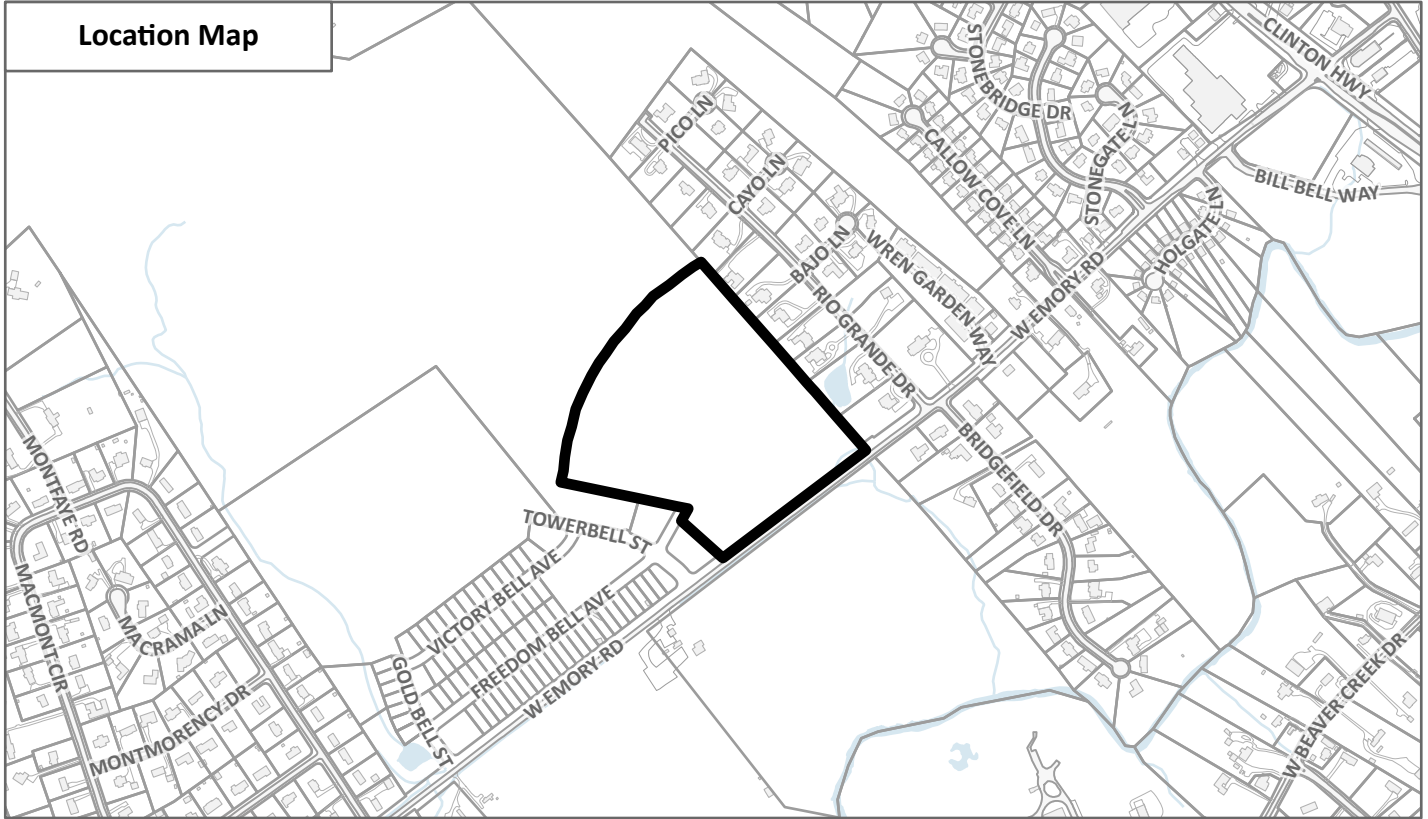 Location Map
CLINTON HWY
STONEBRIDGE DR
STONEGATE LN
PICO LN
CALLOW COVE LN
CAYO LN
BILL BELL WAY
HOLGATE LN
BAJO LN
WREN GARDEN WAY
W EMORY RD
RIO GRANDE DR
BRIDGEFIELD DR
MONTFAYE RD
TOWERBELL ST
VICTORY BELL AVE
MACMONT CIR
MACRAMA LN
FREEDOM BELL AVE
GOLD BELL ST
W EMORY RD
MONTMORENCY DR
W BEAVER CREEK DR